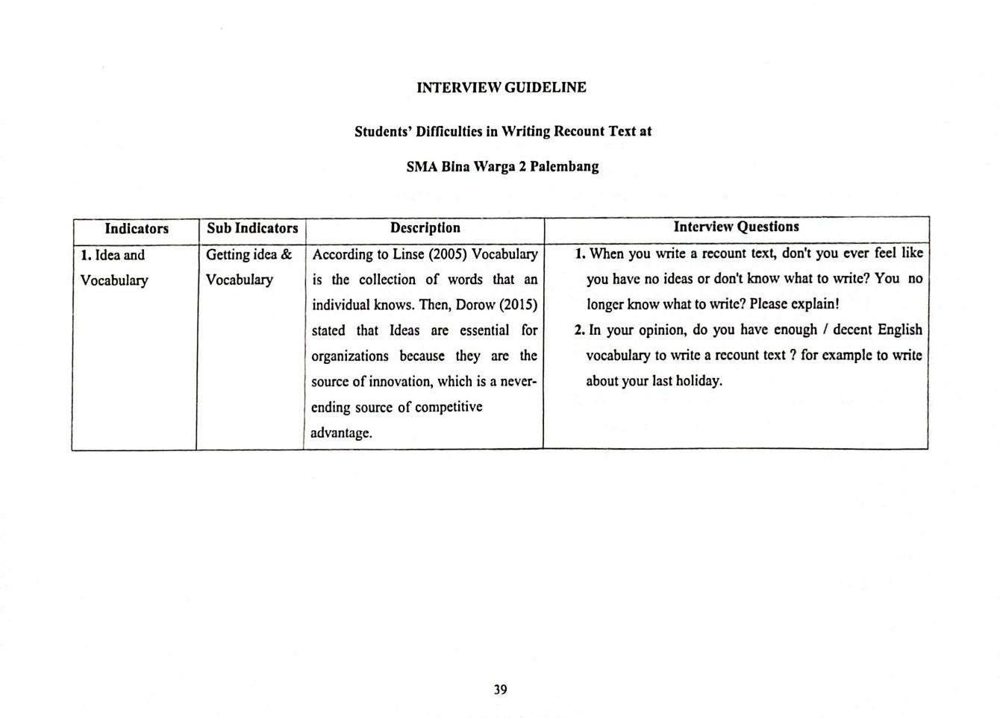 INTERVIEW GUIDELINE
Students' Difficulties in Writing Recount Text at
SMA Bina Warga 2 Palembang
Indicators
Sub Indicators
Description
Interview Questions
1. Idea and
Vocabulary
Getting idea &
Vocabulary
According to Linse (2005) Vocabulary
is the collection of words that an
individual knows. Then, Dorow (2015)
stated that Ideas are essential for
organizations because they are the
source of innovation, which is a never-
ending source of competitive
advantage.
1. When you write a recount text, don't you ever feel like
you have no ideas or don't know what to write? You no
longer know what to write? Please explain!
2. In your opinion, do you have enough / decent English
vocabulary to write a recount text ? for example to write
about your last holiday.
39